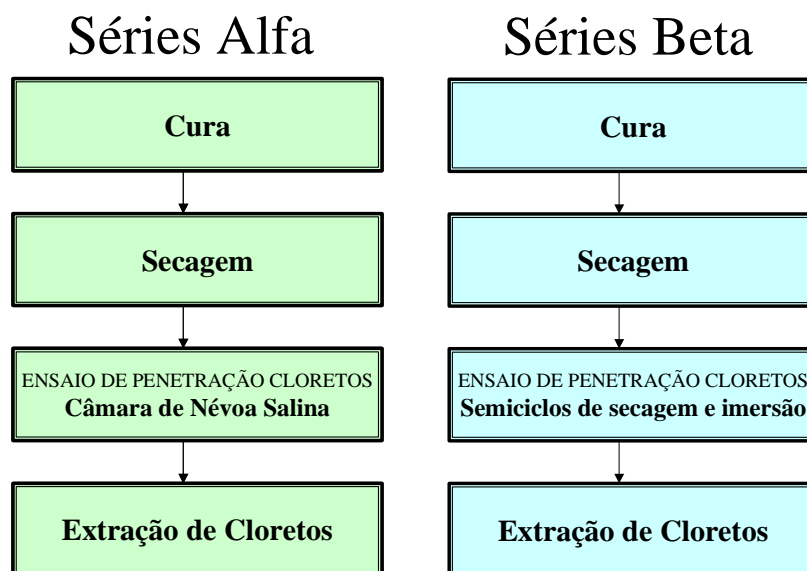 Séries Alfa
Cura
Secagem
ENSAIO DE PENETRAÇÃO CLORETOS
Câmara de Névoa Salina
Extração de Cloretos
Séries Beta
Cura
Secagem
ENSAIO DE PENETRAÇÃO CLORETOS
Semiciclos de secagem e imersão
Extração de Cloretos